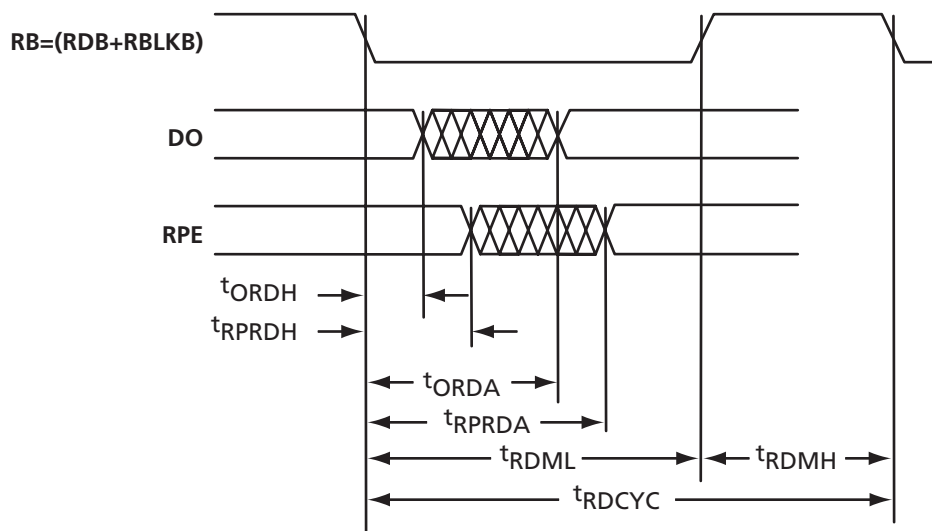 RB=(RDB+RBLKB)
DO
RPE
tORDH
tRPRDH
tORDA
tRPRDA
tRDML
tRDMH
tRDCYC